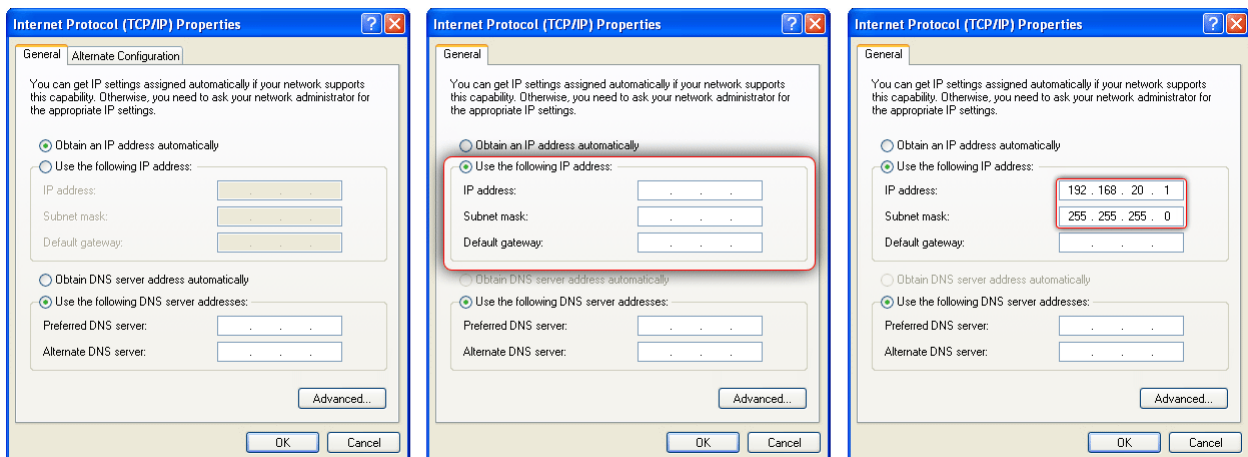 Internet Protocol (TCP/IP) Properties
General
Alternate Configuration
You can get IP settings assigned automatically if your network supports
this capability. Otherwise, you need to ask your network administrator for
the appropriate IP settings.
Obtain an IP address automatically
Use the following IP address:
IP address:
Subnet mask:
Default gateway:
Obtain DNS server address automatically
Use the following DNS server addresses:
Preferred DNS server:
Alternate DNS server:
Advanced...
OK
Cancel
Internet Protocol (TCP/IP) Properties
General
You can get IP settings assigned automatically if your network supports
this capability. Otherwise, you need to ask your network administrator for
the appropriate IP settings.
Obtain an IP address automatically
Use the following IP address:
IP address:
Subnet mask:
Default gateway:
Obtain DNS server address automatically
Use the following DNS server addresses:
Preferred DNS server:
Alternate DNS server:
Advanced...
OK
Cancel
Internet Protocol (TCP/IP) Properties
General
You can get IP settings assigned automatically if your network supports
this capability. Otherwise, you need to ask your network administrator for
the appropriate IP settings.
Obtain an IP address automatically
Use the following IP address:
IP address: 192 . 168 . 20 . 1
Subnet mask: 255 . 255 . 255 . 0
Default gateway:
Obtain DNS server address automatically
Use the following DNS server addresses:
Preferred DNS server:
Alternate DNS server:
Advanced...
OK
Cancel